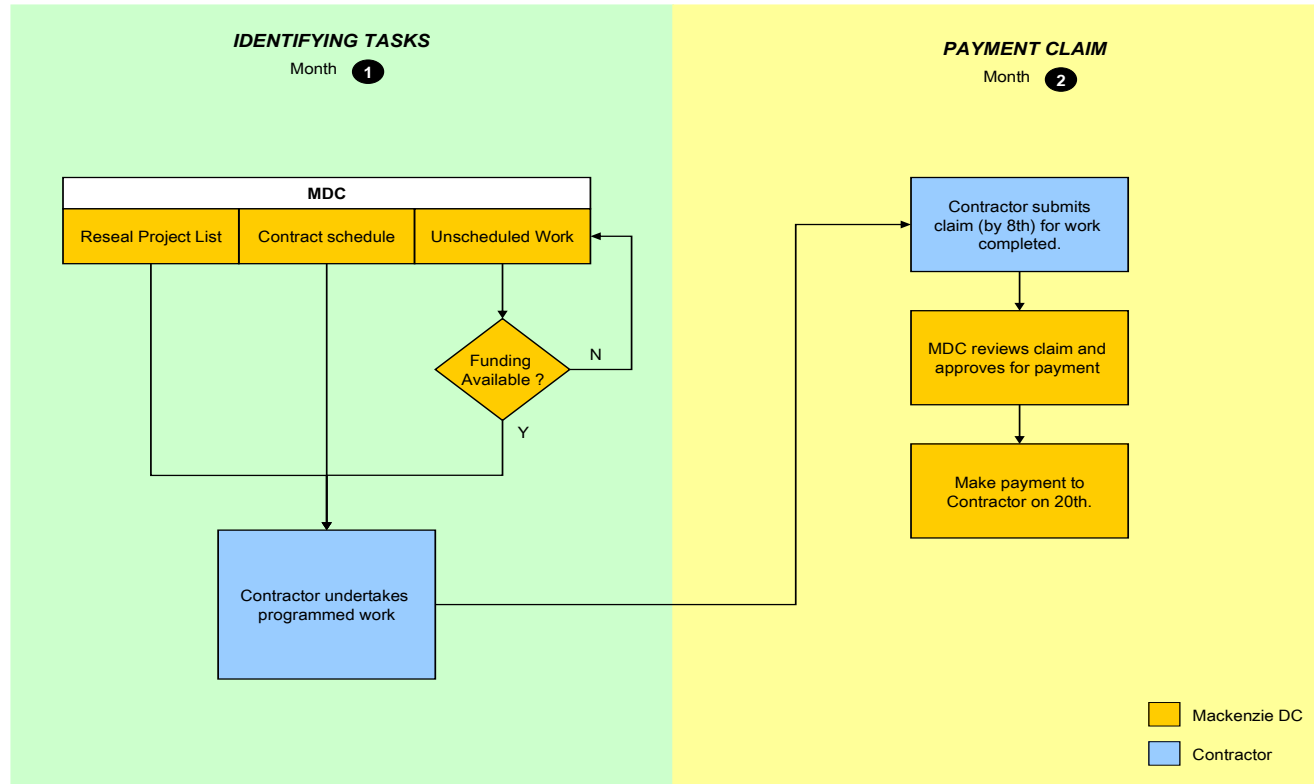 IDENTIFYING TASKS
Month 1
PAYMENT CLAIM
Month 2
MDC
Reseal Project List
Contract schedule
Unscheduled Work
Funding
Available ?
N
Y
Contractor undertakes
programmed work
Contractor submits
claim (by 8th) for work
completed.
MDC reviews claim and
approves for payment
Make payment to
Contractor on 20th.
Mackenzie DC
Contractor